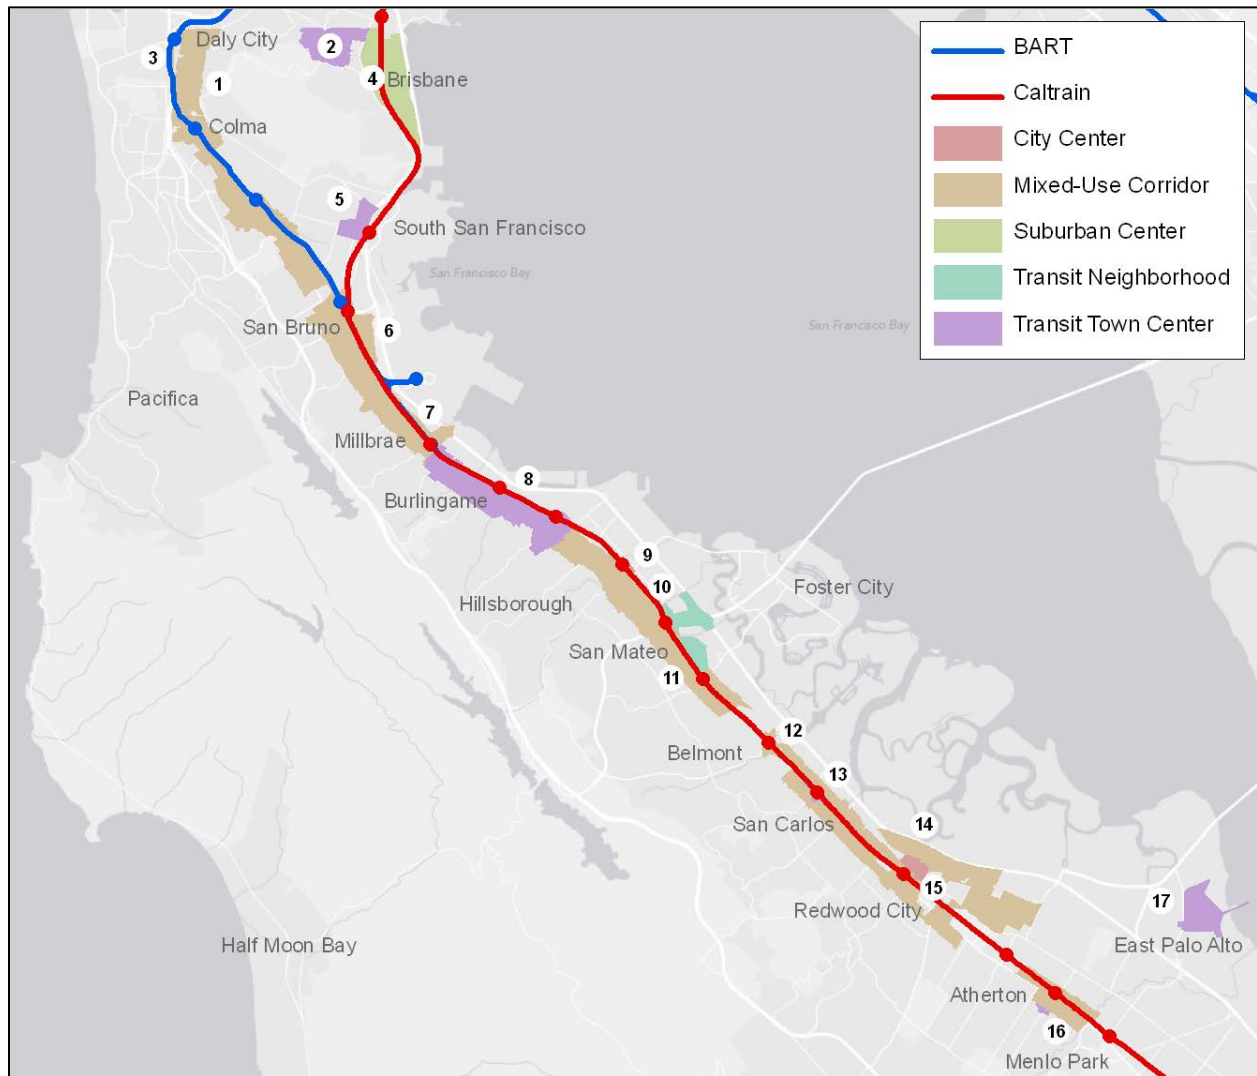 BART
Caltrain
City Center
Mixed-Use Corridor
Suburban Center
Transit Neighborhood
Transit Town Center
Daly City
2
3
1
4
Brisbane
Colma
5
South San Francisco
San Francisco Bay
San Bruno
6
San Francisco Bay
Pacifica
7
Millbrae
8
Burlingame
9
10
Foster City
Hillsborough
San Mateo
11
12
Belmont
13
San Carlos
14
15
17
Redwood City
East Palo Alto
Half Moon Bay
Atherton
16
Menlo Park